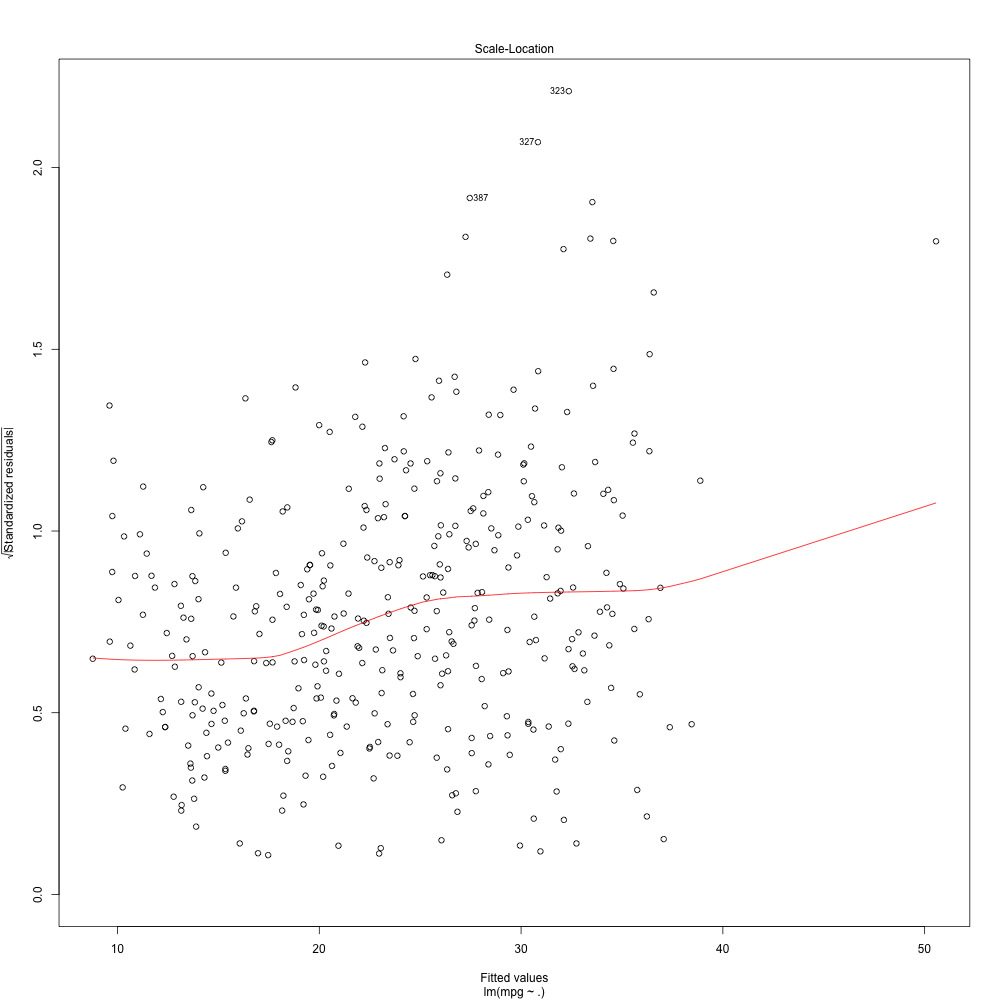 Scale-Location
323
327
387
2.0
1.5
1.0
0.5
0.0
√|Standardized residuals|
10 20 30 40 50
Fitted values
lm(mpg ~ .)